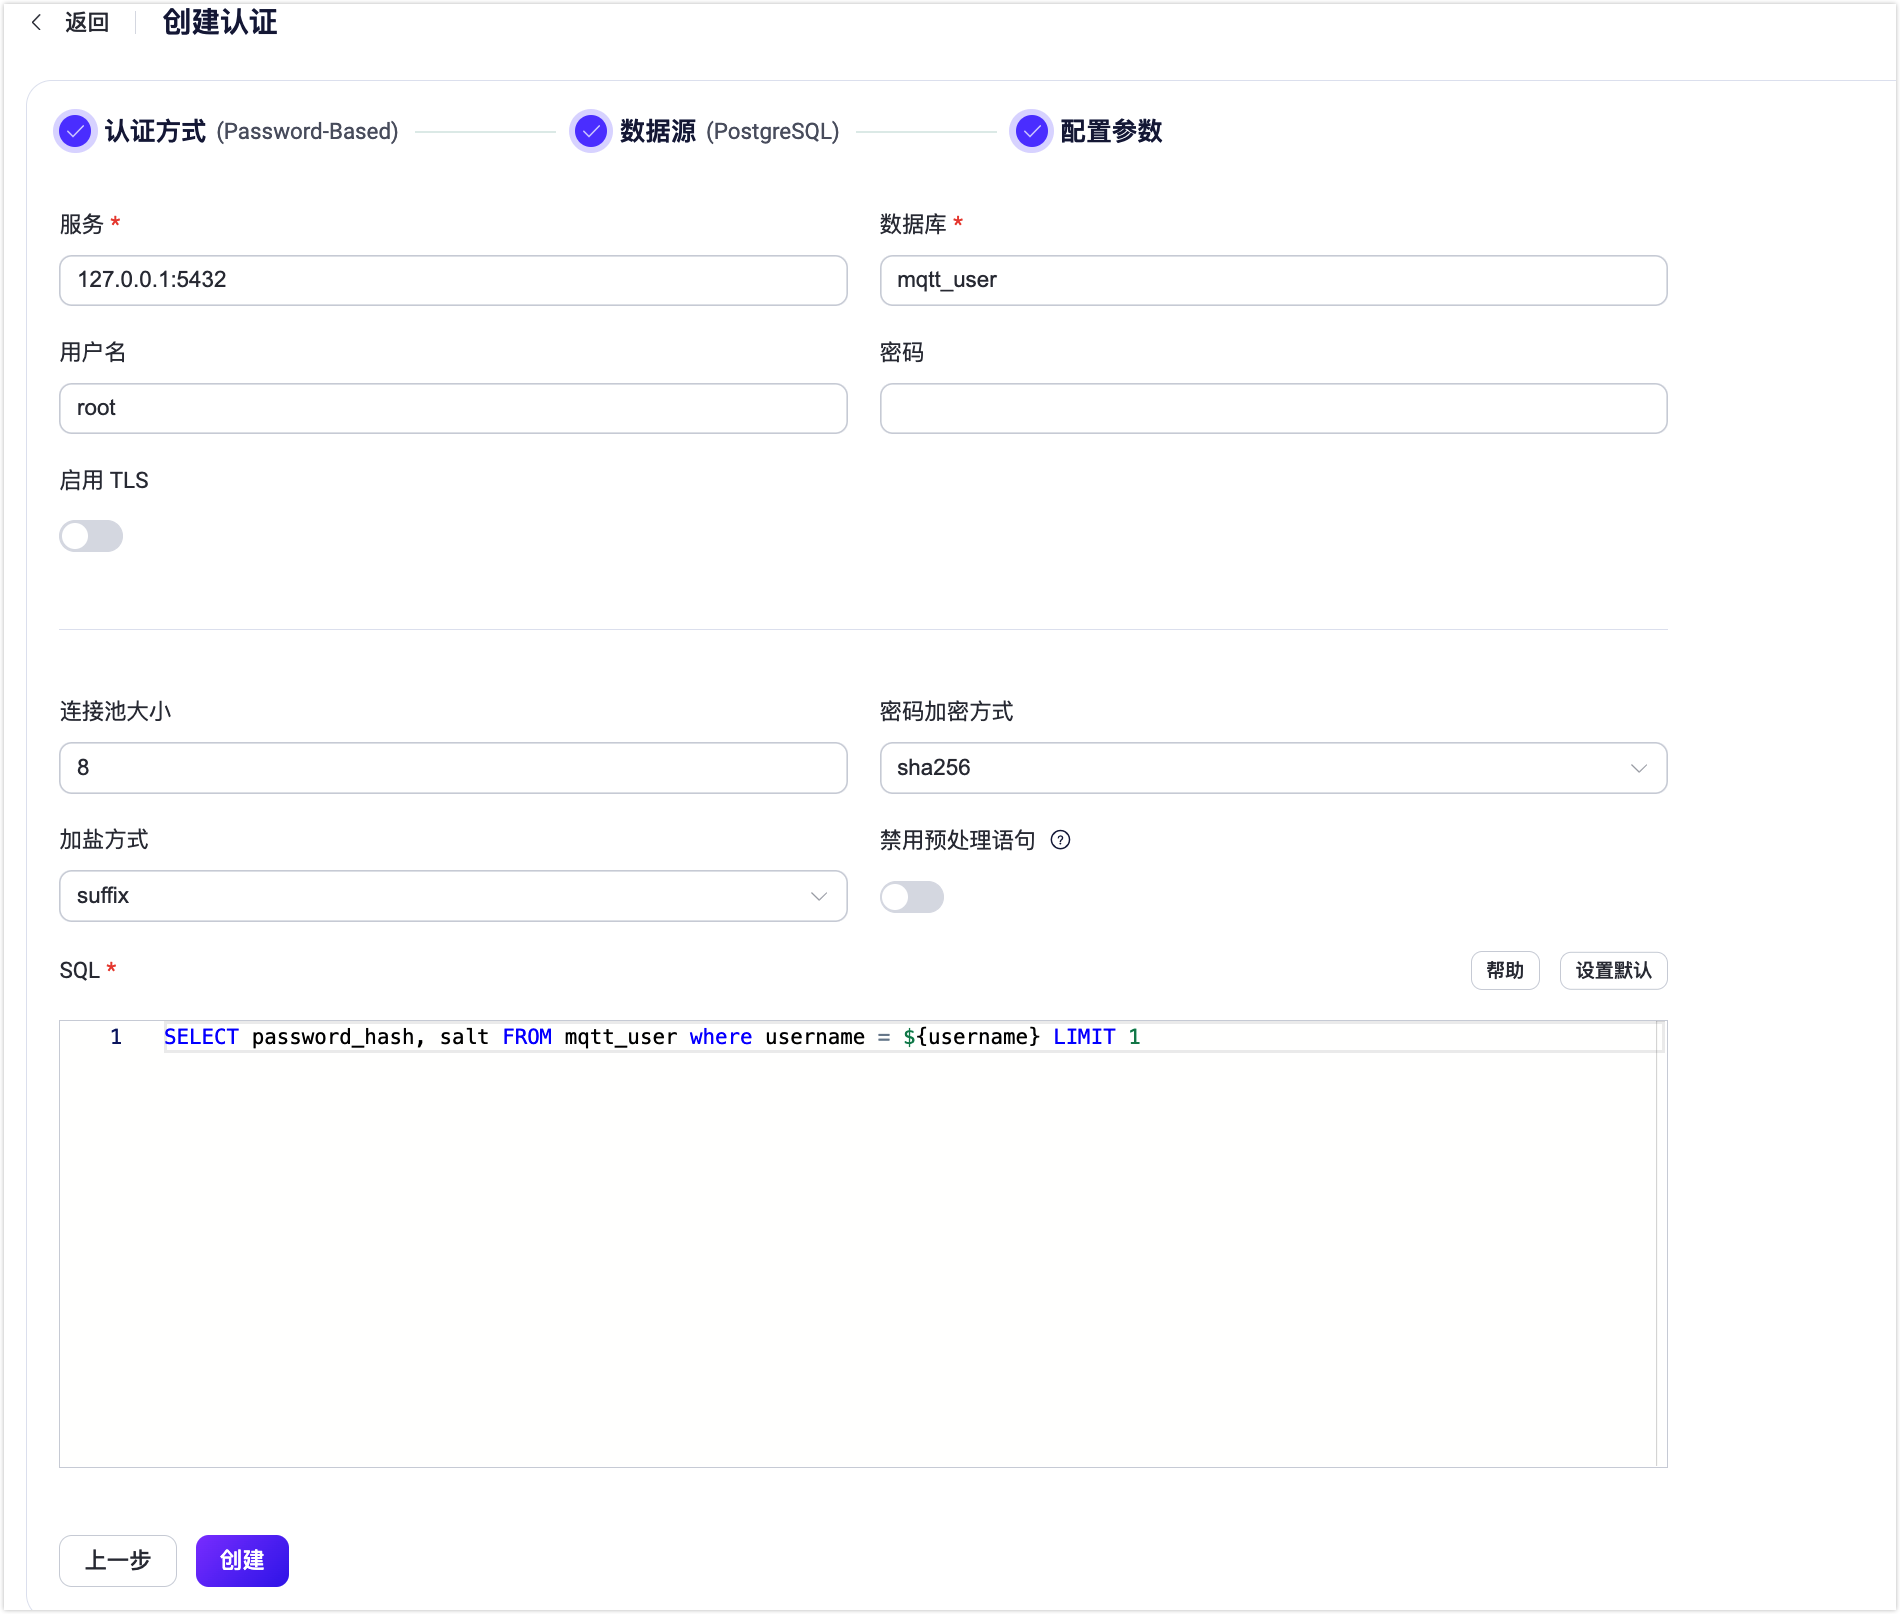 返回 创建认证
认证方式 (Password-Based) 数据源 (PostgreSQL) 配置参数
服务 * 数据库 *
127.0.0.1:5432 mqtt_user
用户名 密码
root
启用 TLS
连接池大小 密码加密方式
8 sha256
加盐方式 禁用预处理语句 ?
suffix
SQL * 帮助 设置默认
1 SELECT password_hash, salt FROM mqtt_user where username = ${username} LIMIT 1
上一步 创建